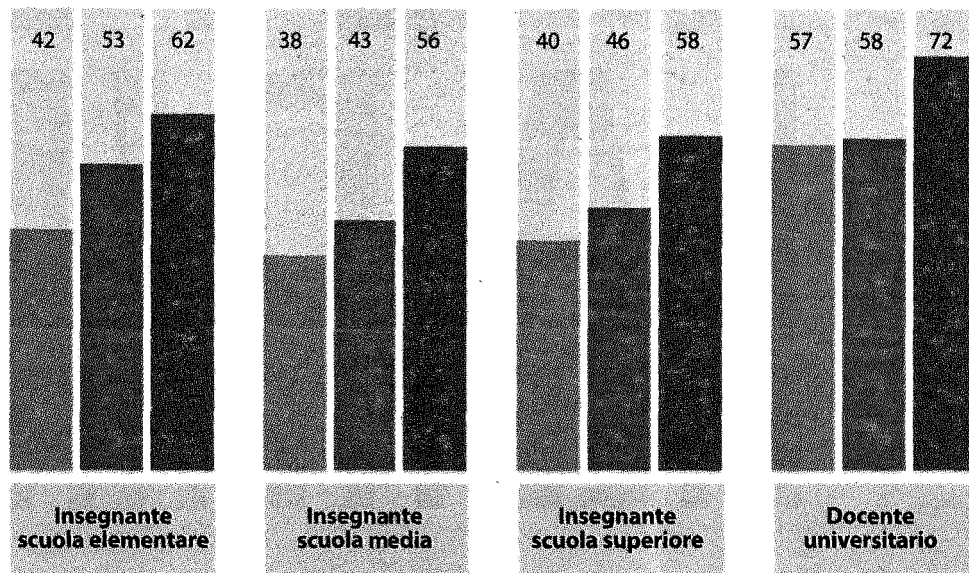 42 53 62 38 43 56 40 46 58 57 58 72
Insegnante
scuola elementare
Insegnante
scuola media
Insegnante
scuola superiore
Docente
universitario